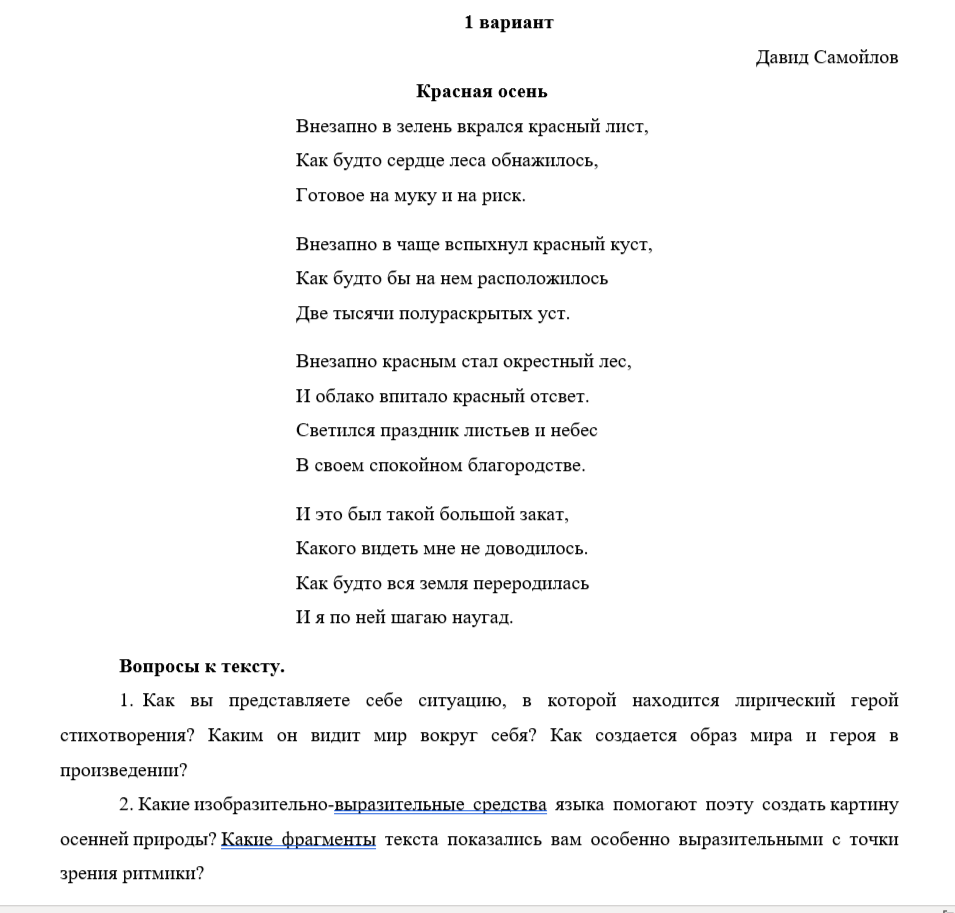 1 вариант
Давид Самойлов
Красная осень
Внезапно в зелень вкрался красный лист,
Как будто сердце леса обнажилось,
Готовое на муку и на риск.
Внезапно в чаще вспыхнул красный куст,
Как будто бы на нем расположилось
Две тысячи полураскрытых уст.
Внезапно красным стал окрестный лес,
И облако впитало красный отсвет.
Светился праздник листьев и небес
В своем спокойном благородстве.
И это был такой большой закат,
Какого видеть мне не доводилось.
Как будто вся земля переродилась
И я по ней шагаю наугад.
Вопросы к тексту.
1. Как вы представляете себе ситуацию, в которой находится лирический герой
стихотворения? Каким он видит мир вокруг себя? Как создается образ мира и героя в
произведении?
2. Какие изобразительно-выразительные средства языка помогают поэту создать картину
осенней природы? Какие фрагменты текста показались вам особенно выразительными с точки
зрения ритмики?